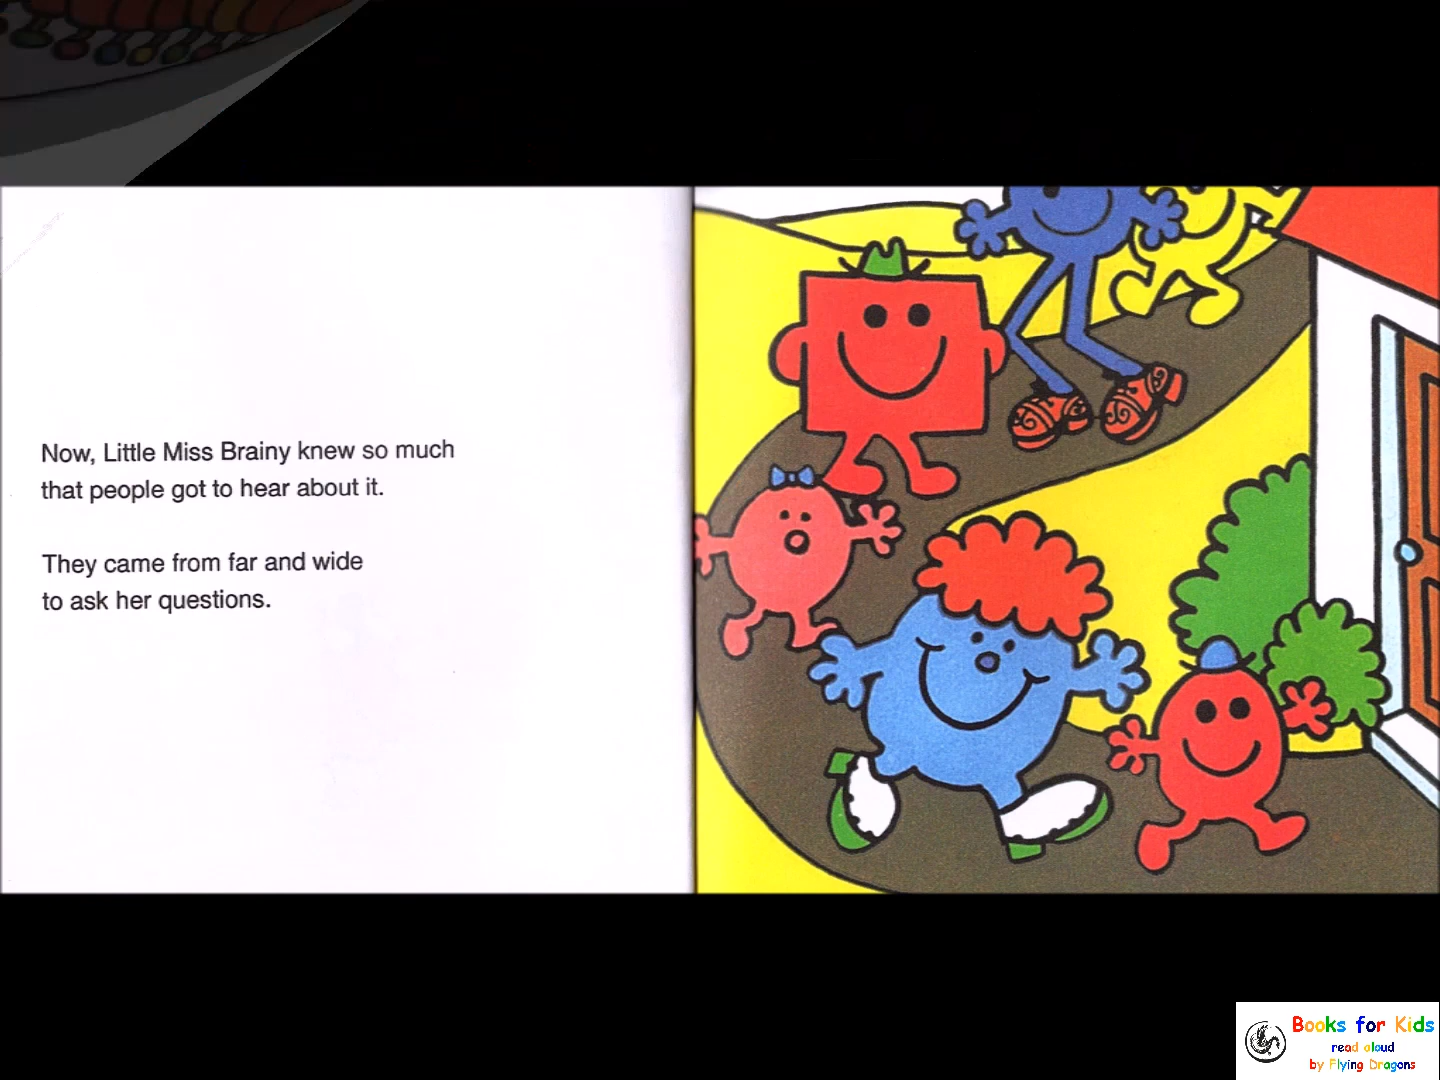 Now, Little Miss Brainy knew so much
that people got to hear about it.
They came from far and wide
to ask her questions.
Books for Kids
read aloud
by Flying Dragons